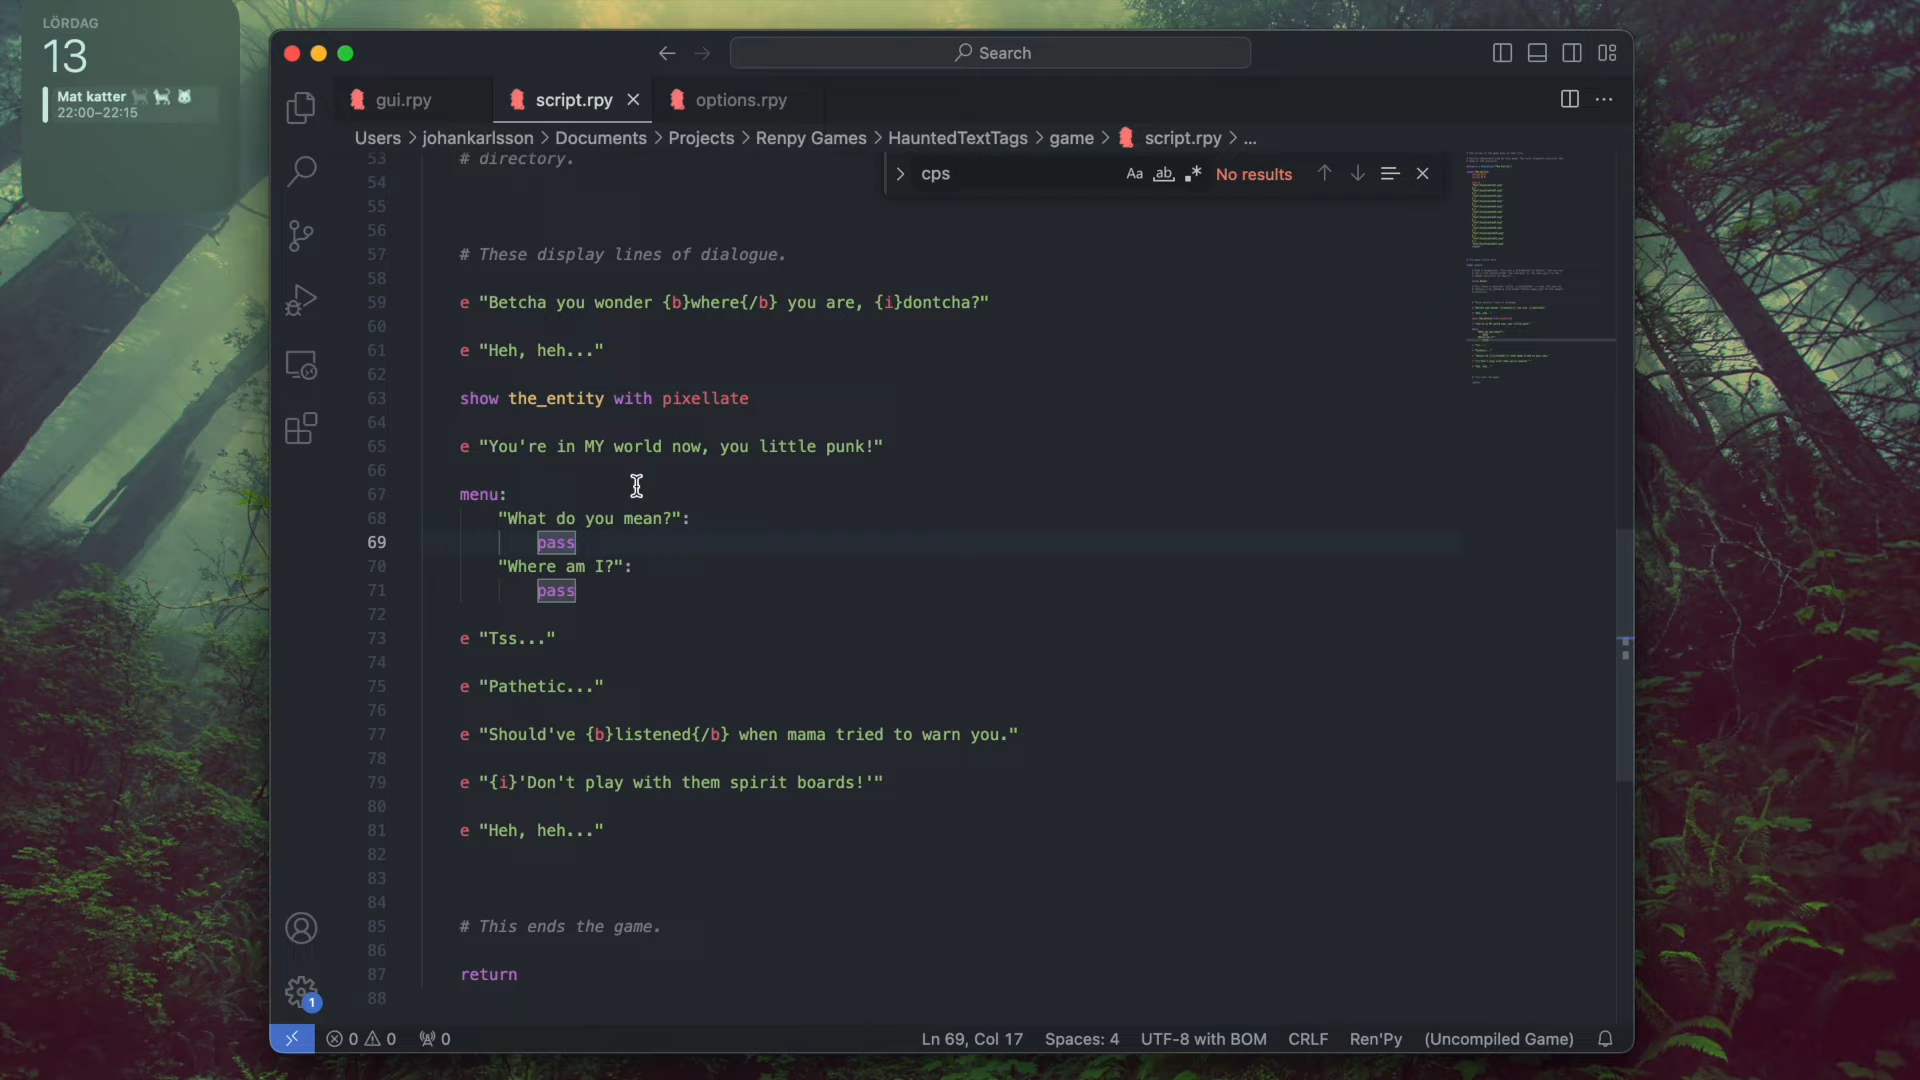 LÖRDAG
13
Mat katter
22:00–22:15
Search
gui.rpy
script.rpy
options.rpy
Users > johankarlsson > Documents > Projects > Renpy Games > HauntedTextTags > game > script.rpy > ...
cps
Aa
ab
No results
53 # directory.
54
55
56
57 # These display lines of dialogue.
58
59 e "Betcha you wonder {b}where{/b} you are, {i}dontcha?"
60
61 e "Heh, heh..."
62
63 show the_entity with pixellate
64
65 e "You're in MY world now, you little punk!"
66
67 menu:
68 "What do you mean?":
69 pass
70 "Where am I?":
71 pass
72
73 e "Tss..."
74
75 e "Pathetic..."
76
77 e "Should've {b}listened{/b} when mama tried to warn you."
78
79 e "{i}'Don't play with them spirit boards!'"
80
81 e "Heh, heh..."
82
83
84
85 # This ends the game.
86
87 return
88
1
0 0 0
Ln 69, Col 17
Spaces: 4
UTF-8 with BOM
CRLF
Ren'Py
(Uncompiled Game)